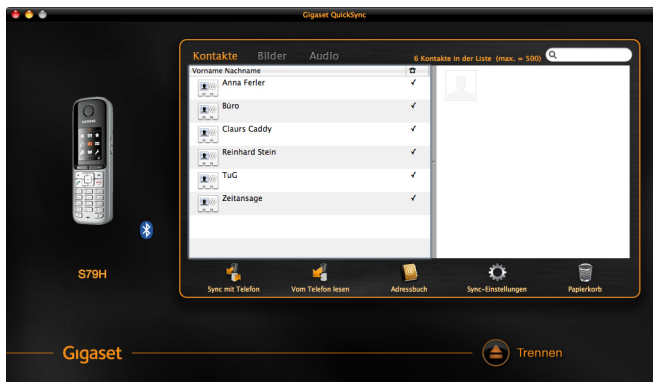 Gigaset QuickSync
Kontakte Bilder Audio
6 Kontakte in der Liste (max. = 500)
Vorname Nachname
Anna Ferler
Büro
Claurs Caddy
Reinhard Stein
TuG
Zeitansage
SIEMENS
S79H
Sync mit Telefon Vom Telefon lesen Adressbuch Sync-Einstellungen Papierkorb
Gigaset
Trennen